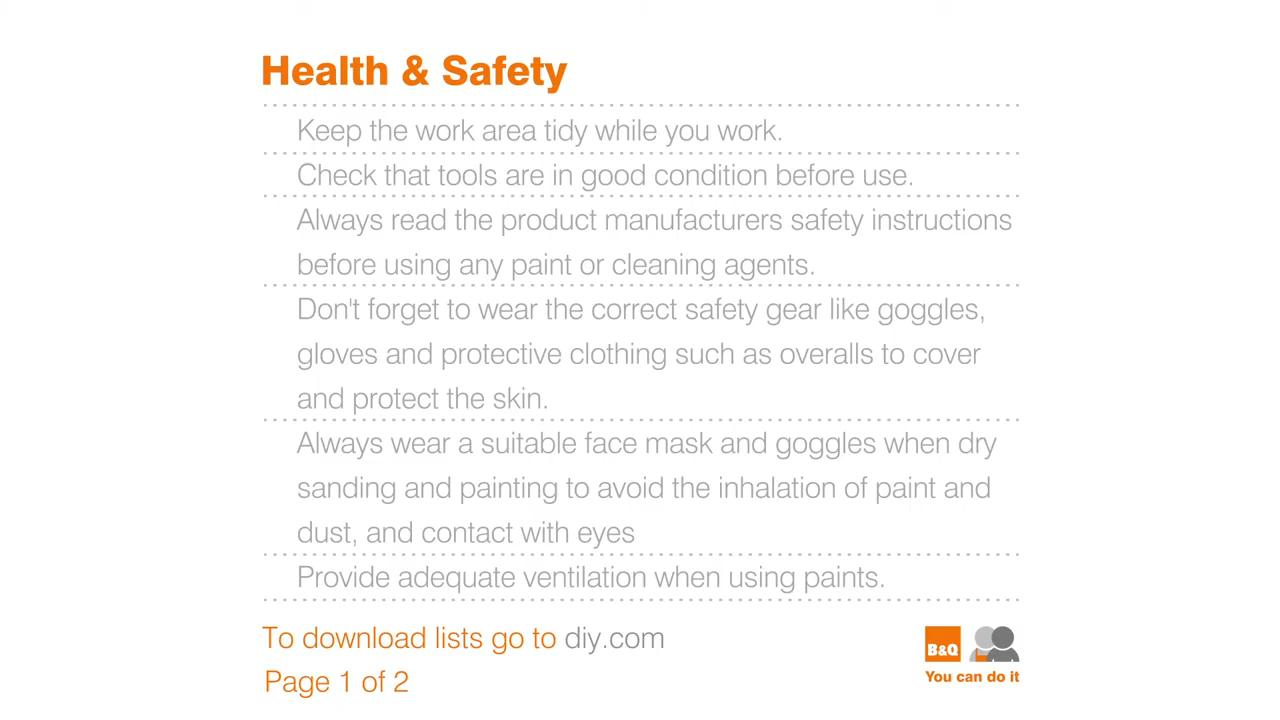 Health & Safety
Keep the work area tidy while you work.
Check that tools are in good condition before use.
Always read the product manufacturers safety instructions
before using any paint or cleaning agents.
Don't forget to wear the correct safety gear like goggles,
gloves and protective clothing such as overalls to cover
and protect the skin.
Always wear a suitable face mask and goggles when dry
sanding and painting to avoid the inhalation of paint and
dust, and contact with eyes
Provide adequate ventilation when using paints.
To download lists go to diy.com
Page 1 of 2
B&Q
You can do it